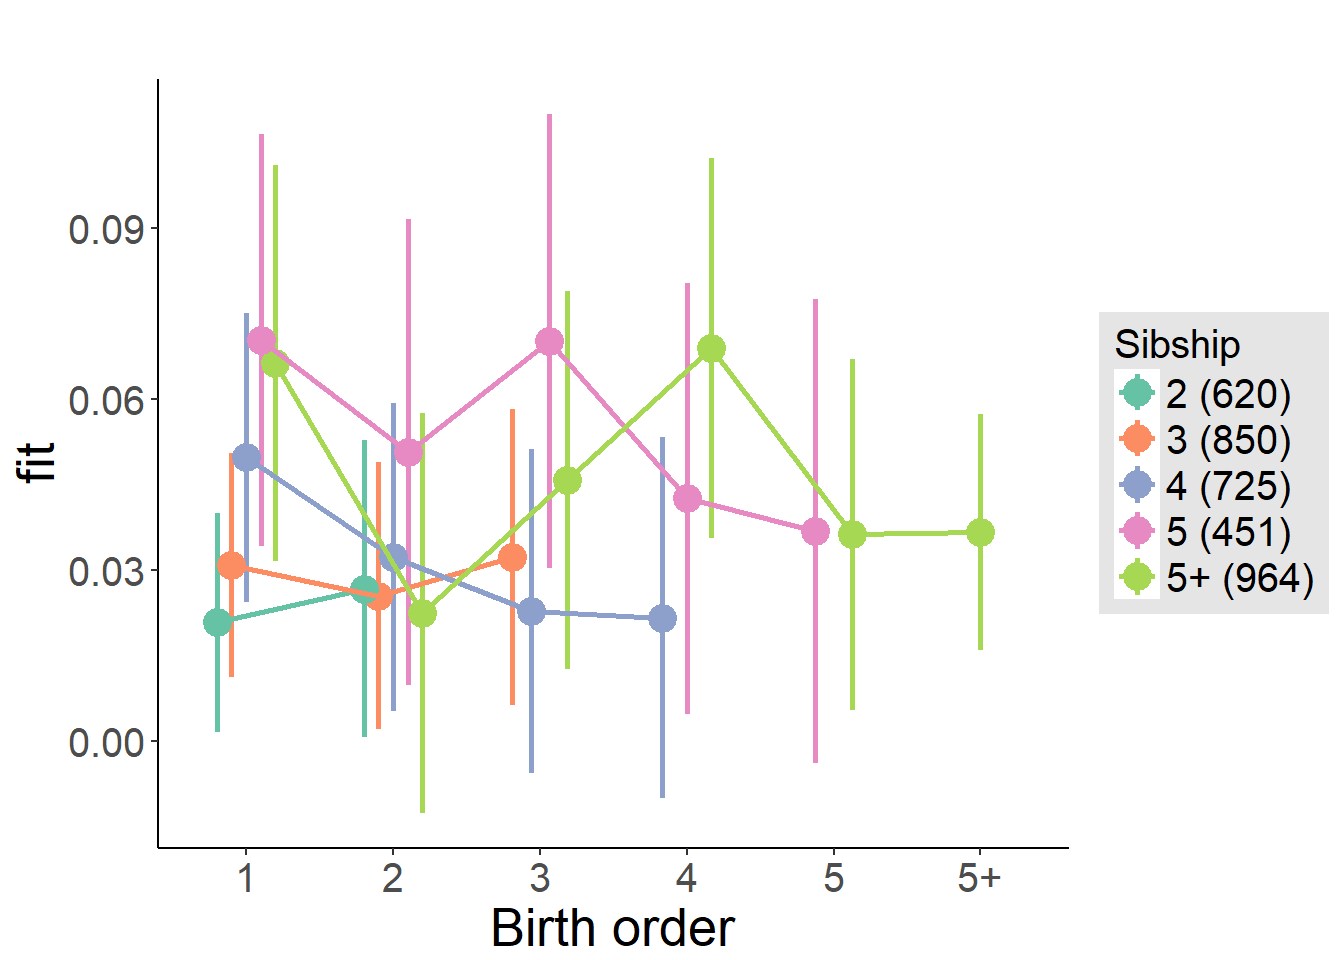 0.09
0.06
0.03
0.00
fit
1 2 3 4 5 5+
Birth order
Sibship
2 (620)
3 (850)
4 (725)
5 (451)
5+ (964)